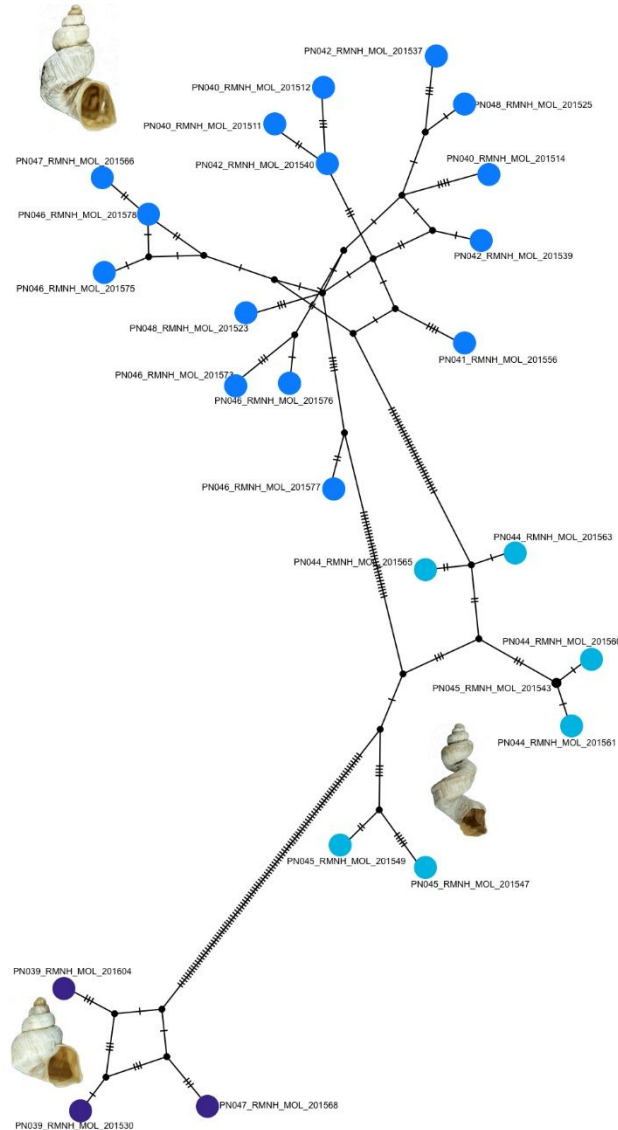 PN042_RMNH_MOL_201537
PN040_RMNH_MOL_201512
PN048_RMNH_MOL_201525
PN040_RMNH_MOL_201511
PN040_RMNH_MOL_201514
PN047_RMNH_MOL_201566
PN042_RMNH_MOL_201540
PN046_RMNH_MOL_201578
PN042_RMNH_MOL_201539
PN046_RMNH_MOL_201575
PN048_RMNH_MOL_201523
PN041_RMNH_MOL_201556
PN046_RMNH_MOL_201573
PN046_RMNH_MOL_201576
PN046_RMNH_MOL_201577
PN044_RMNH_MOL_201563
PN044_RMNH_MOL_201565
PN044_RMNH_MOL_201560
PN045_RMNH_MOL_201543
PN044_RMNH_MOL_201561
PN045_RMNH_MOL_201549
PN045_RMNH_MOL_201547
PN039_RMNH_MOL_201604
PN047_RMNH_MOL_201568
PN039_RMNH_MOL_201530